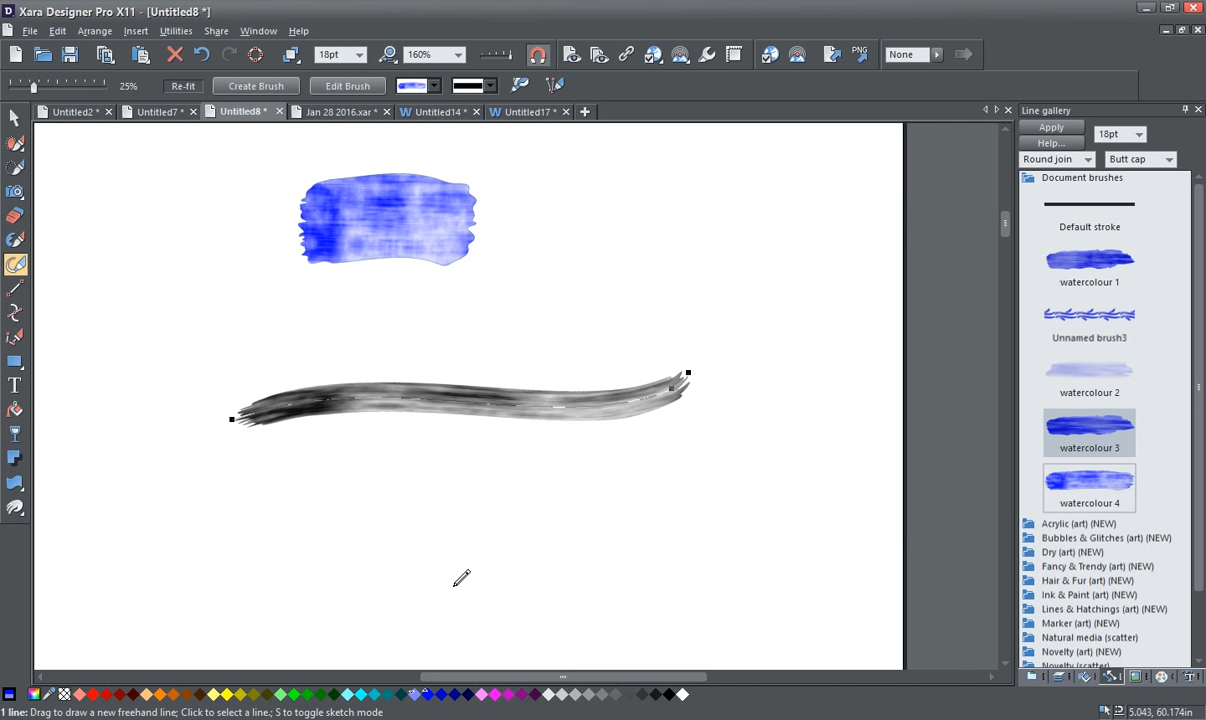 Xara Designer Pro X11 - [Untitled8 *]
File Edit Arrange Insert Utilities Share Window Help
18pt 160% None
25% Re-fit Create Brush Edit Brush
Untitled2 * Untitled7 * Untitled8 * Jan 28 2016.xar * Untitled14 * Untitled17 *
Line gallery
Apply
18pt
Help...
Round join Butt cap
Document brushes
Default stroke
watercolour 1
Unnamed brush3
watercolour 2
watercolour 3
watercolour 4
Acrylic (art) (NEW)
Bubbles & Glitches (art) (NEW)
Dry (art) (NEW)
Fancy & Trendy (art) (NEW)
Hair & Fur (art) (NEW)
Ink & Paint (art) (NEW)
Lines & Hatchings (art) (NEW)
Marker (art) (NEW)
Natural media (scatter)
Novelty (art) (NEW)
Novelty (scatter)
1 line: Drag to draw a new freehand line; Click to select a line.; S to toggle sketch mode
5.043, 60.174in